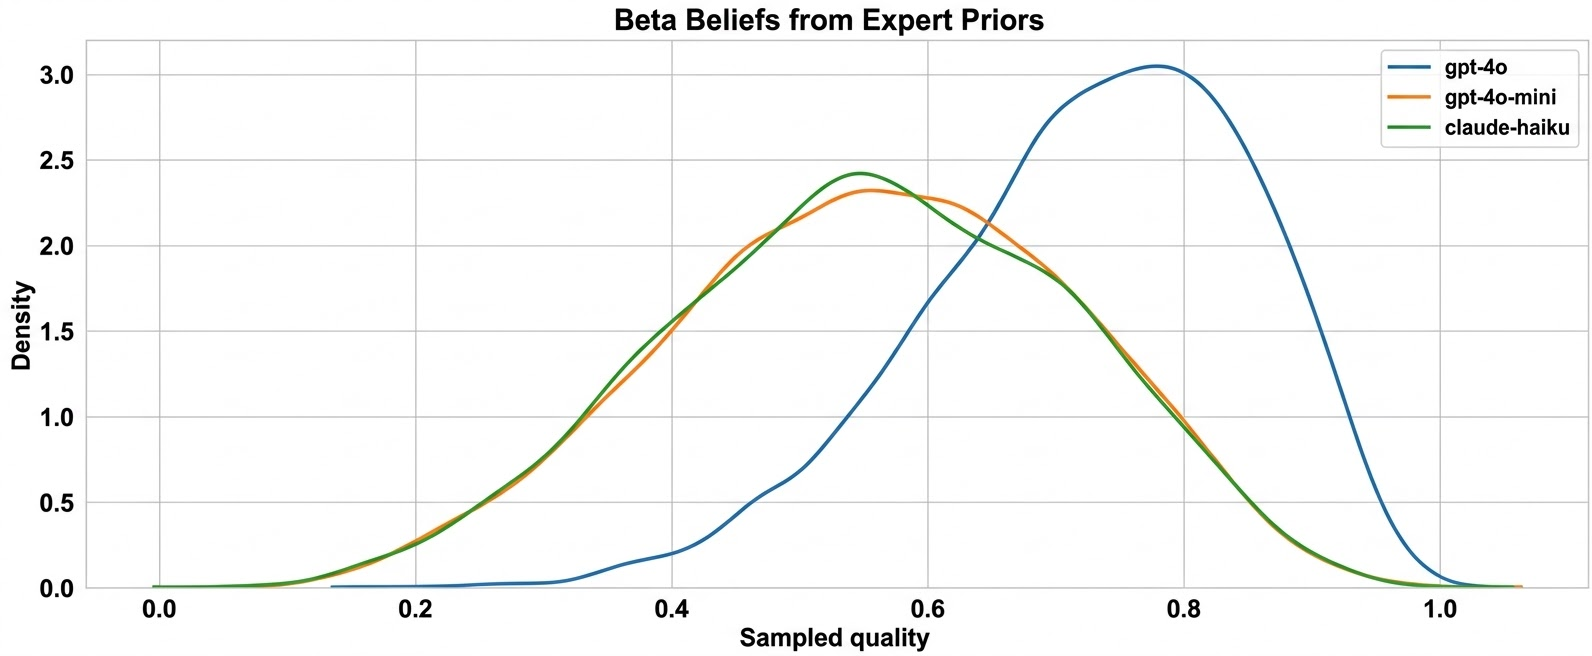 Beta Beliefs from Expert Priors
gpt-4o
gpt-4o-mini
claude-haiku
Density
3.0
2.5
2.0
1.5
1.0
0.5
0.0
0.0 0.2 0.4 0.6 0.8 1.0
Sampled quality